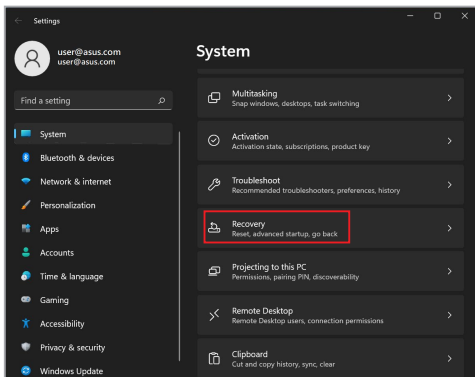 Settings
user@asus.com
user@asus.com
Find a setting
System
Bluetooth & devices
Network & internet
Personalization
Apps
Accounts
Time & language
Gaming
Accessibility
Privacy & security
Windows Update
System
Multitasking
Snap windows, desktops, task switching
Activation
Activation state, subscriptions, product key
Troubleshoot
Recommended troubleshooters, preferences, history
Recovery
Reset, advanced startup, go back
Projecting to this PC
Permissions, pairing PIN, discoverability
Remote Desktop
Remote Desktop users, connection permissions
Clipboard
Cut and copy history, sync, clear